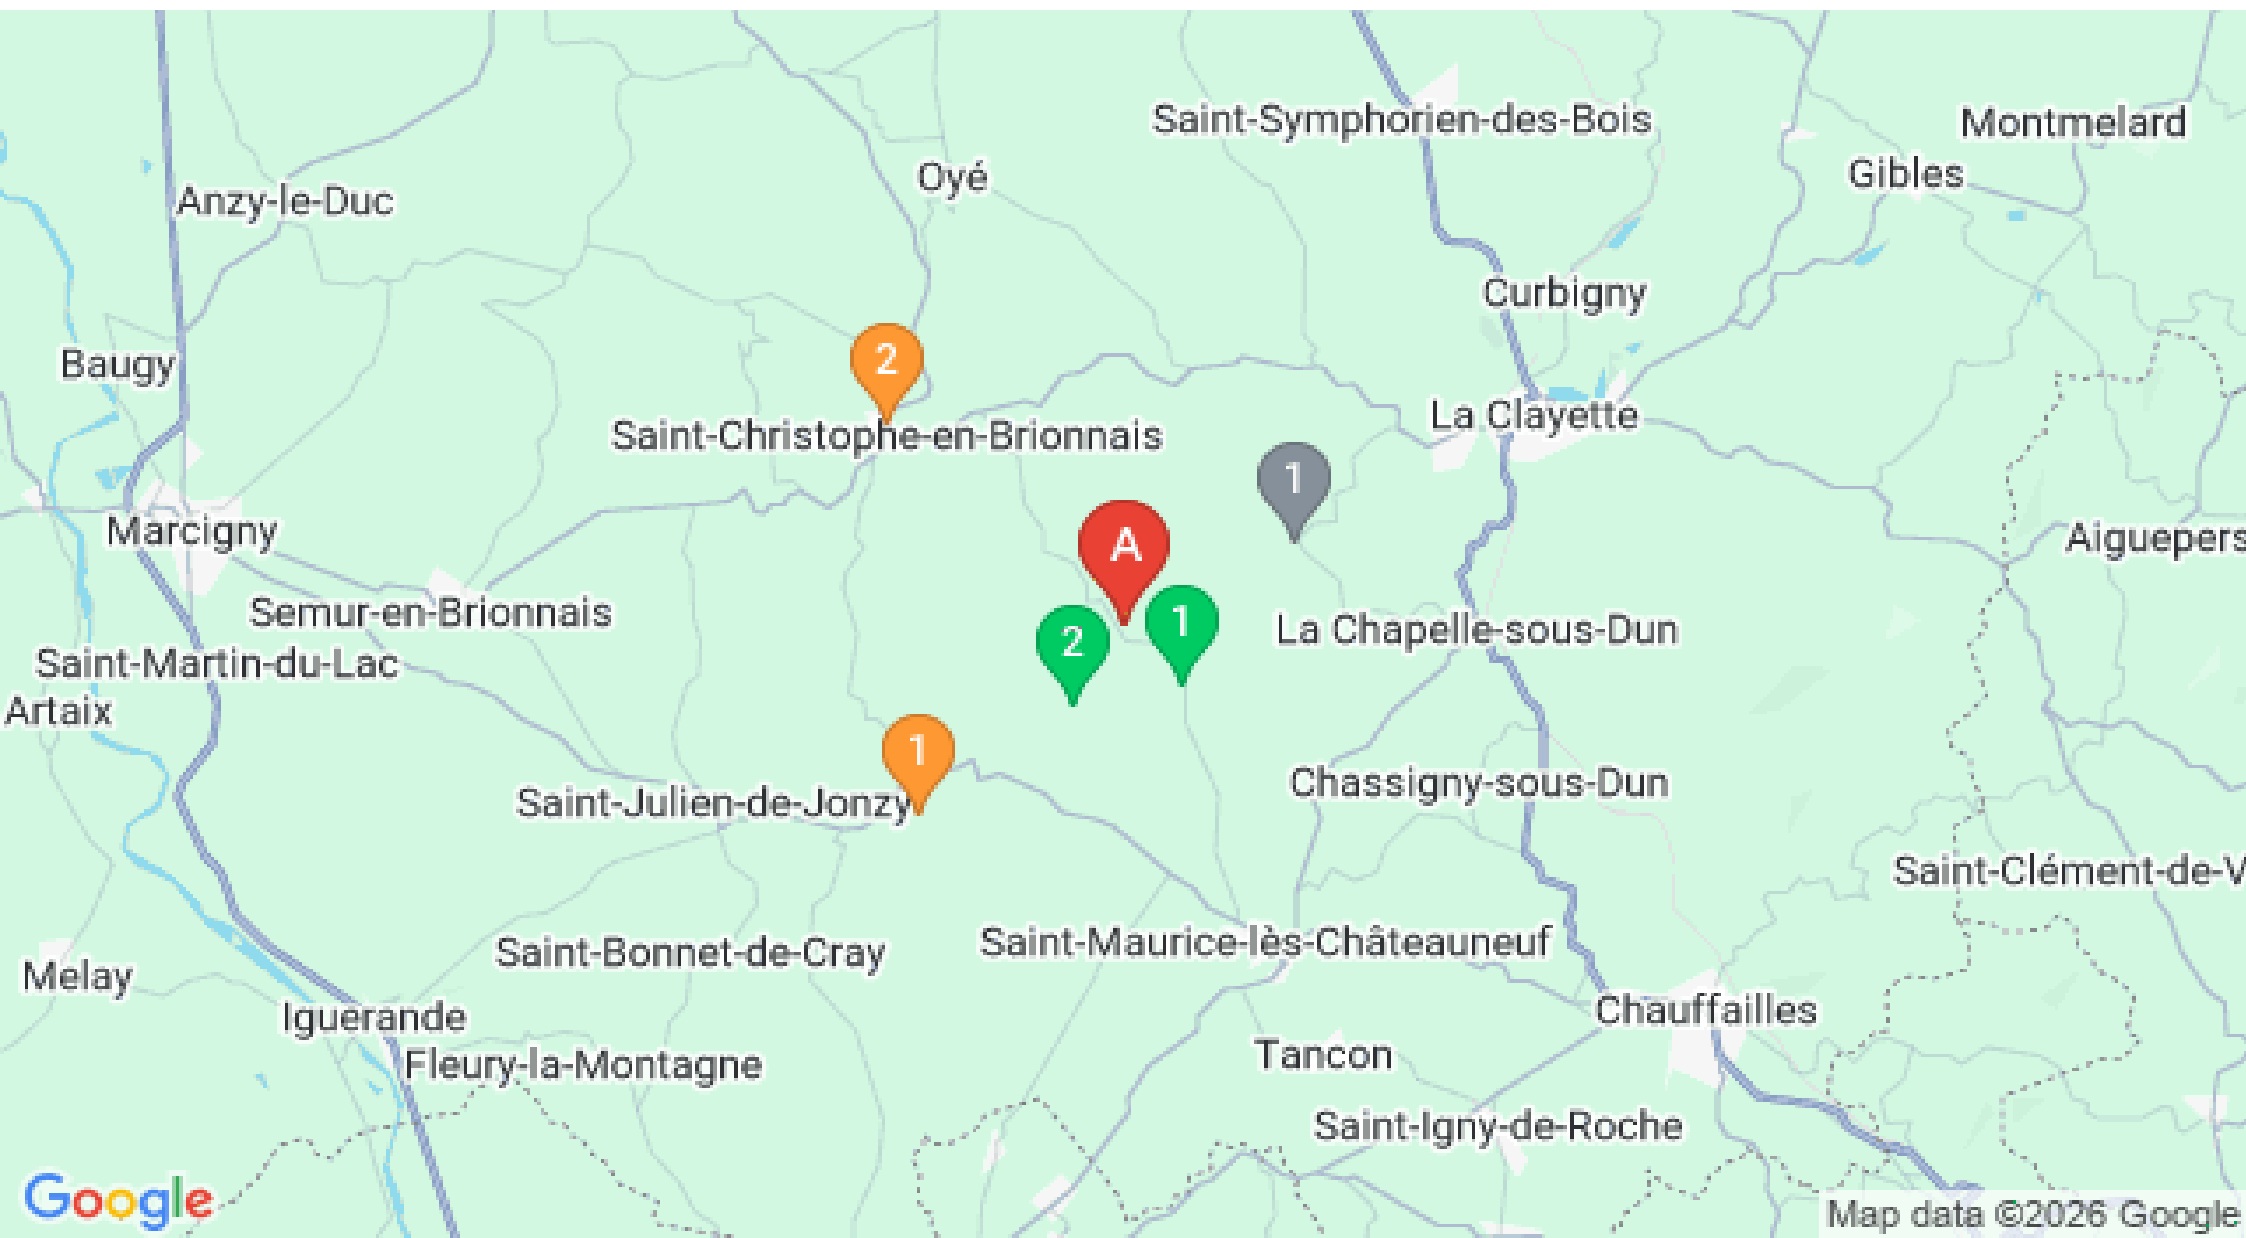 Saint-Symphorien-des-Bois
Montmelard
Oyé
Gibles
Anzy-le-Duc
Curbigny
Baugy
2
La Clayette
Saint-Christophe-en-Brionnais
1
Marcigny
A
Aiguepers
Semur-en-Brionnais
1
2
La Chapelle-sous-Dun
Saint-Martin-du-Lac
Artaix
1
Chassigny-sous-Dun
Saint-Julien-de-Jonzy
Saint-Clément-de-V
Saint-Bonnet-de-Cray
Saint-Maurice-lès-Châteauneuf
Melay
Iguerande
Chauffailles
Fleury-la-Montagne
Tancon
Saint-Igny-de-Roche
Google
Map data ©2026 Google